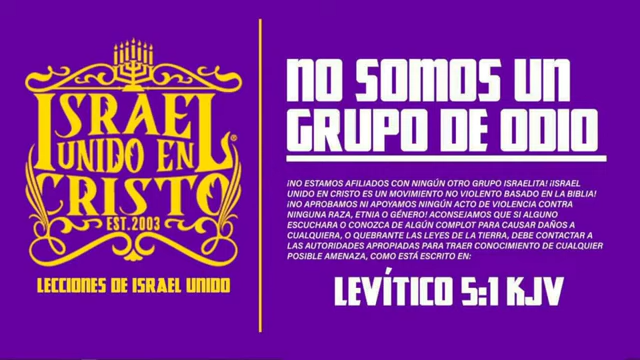 ISRAEL
UNIDO EN
CRISTO®
EST. 2003
LECCIONES DE ISRAEL UNIDO
NO SOMOS UN
GRUPO DE ODIO
¡NO ESTAMOS AFILIADOS CON NINGÚN OTRO GRUPO ISRAELITA! ¡ISRAEL
UNIDO EN CRISTO ES UN MOVIMIENTO NO VIOLENTO BASADO EN LA BIBLIA!
¡NO APROBAMOS NI APOYAMOS NINGÚN ACTO DE VIOLENCIA CONTRA
NINGUNA RAZA, ETNIA O GÉNERO! ACONSEJAMOS QUE SI ALGUNO
ESCUCHARA O CONOZCA DE ALGÚN COMPLOT PARA CAUSAR DAÑOS A
CUALQUIERA, O QUEBRANTE LAS LEYES DE LA TIERRA, DEBE CONTACTAR A
LAS AUTORIDADES APROPIADAS PARA TRAER CONOCIMIENTO DE CUALQUIER
POSIBLE AMENAZA, COMO ESTÁ ESCRITO EN:
LEVÍTICO 5:1 KJV